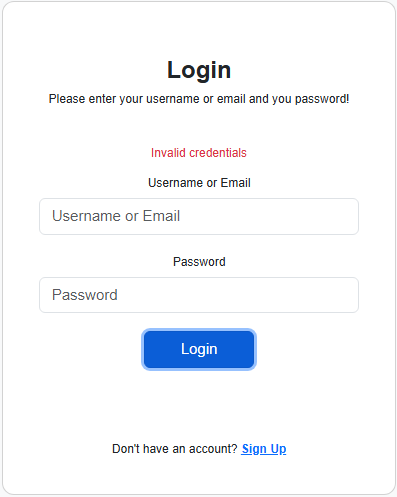 Login
Please enter your username or email and you password!
Invalid credentials
Username or Email
Username or Email
Password
Password
Login
Don't have an account? Sign Up